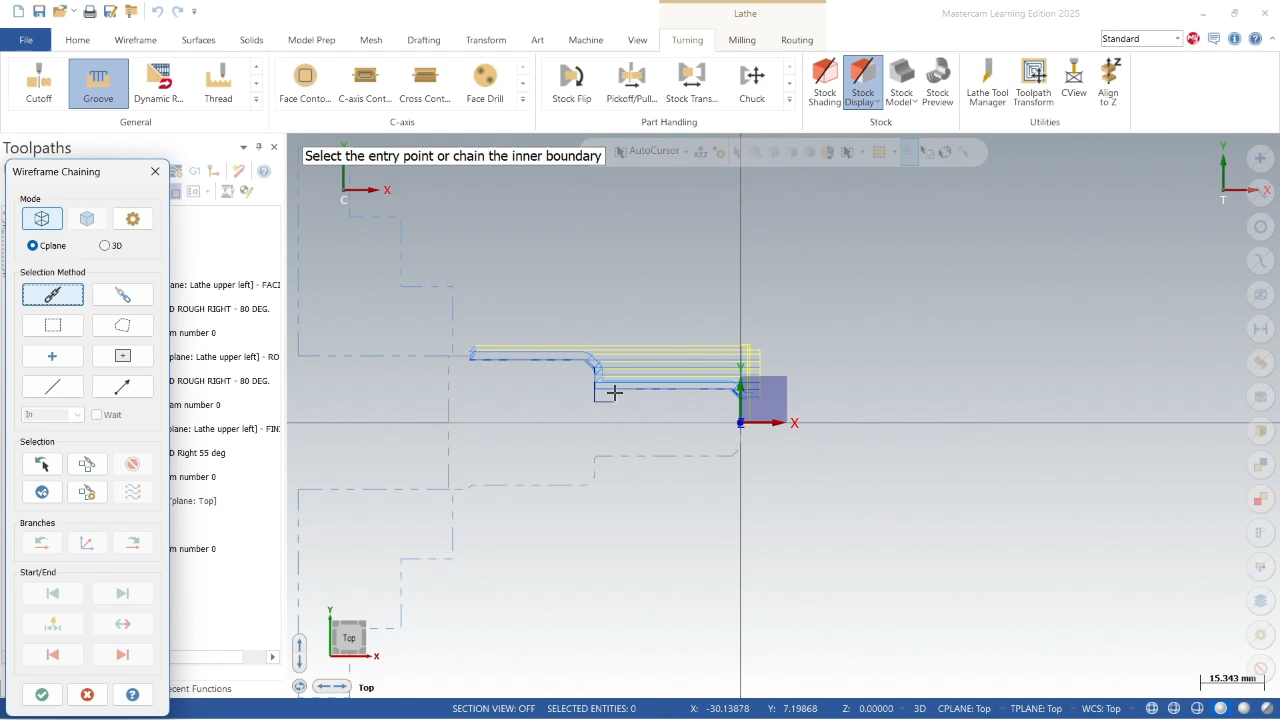 Lathe
Mastercam Learning Edition 2025
File
Home
Wireframe
Surfaces
Solids
Model Prep
Mesh
Drafting
Transform
Art
Machine
View
Turning
Milling
Routing
Standard
Cutoff
Groove
Dynamic R...
Thread
Face Conto...
C-axis Cont...
Cross Cont...
Face Drill
Stock Flip
Pickoff/Pull...
Stock Trans...
Chuck
Stock Shading
Stock Display
Stock Model
Stock Preview
Lathe Tool Manager
Toolpath Transform
CView
Align to Z
General
C-axis
Part Handling
Stock
Utilities
Toolpaths
Select the entry point or chain the inner boundary
AutoCursor
Wireframe Chaining
Mode
Cplane
3D
Selection Method
In
Wait
Selection
Branches
Start/End
G1
plane: Lathe upper left] - FACI
D ROUGH RIGHT - 80 DEG.
m number 0
plane: Lathe upper left] - RO
D ROUGH RIGHT - 80 DEG.
am number 0
plane: Lathe upper left] - FIN
D Right 55 deg
m number 0
Tplane: Top]
am number 0
ecent Functions
X
C
Y
X
T
Y
X
Z
Y
Top
X
Top
15.343 mm
SECTION VIEW: OFF
SELECTED ENTITIES: 0
X: -30.13878
Y: 7.19868
Z: 0.00000
3D
CPLANE: Top
TPLANE: Top
WCS: Top